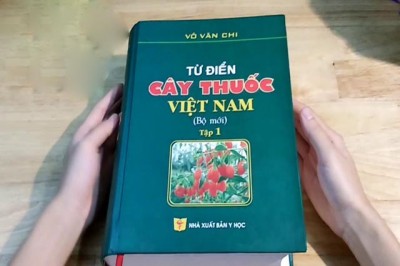 VÕ VĂN CHI
TỪ ĐIỂN
CÂY THUỐC
VIỆT NAM
(Bộ mới)
Tập 1
NHÀ XUẤT BẢN Y HỌC